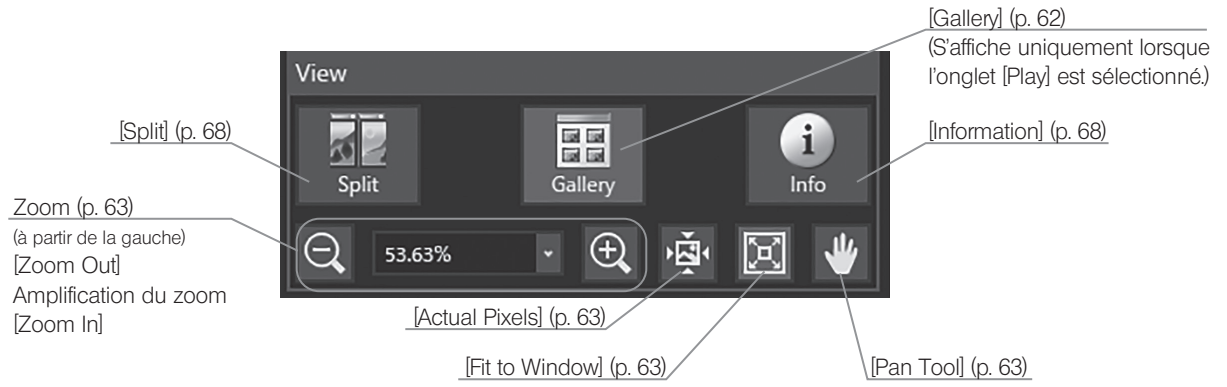 [Gallery] (p. 62)
(S'affiche uniquement lorsque
l'onglet [Play] est sélectionné.)
View
[Split] (p. 68)
[Information] (p. 68)
Split
Gallery
i
Info
Zoom (p. 63)
(à partir de la gauche)
[Zoom Out]
Amplification du zoom
[Zoom In]
53.63%
[Actual Pixels] (p. 63)
[Fit to Window] (p. 63)
[Pan Tool] (p. 63)